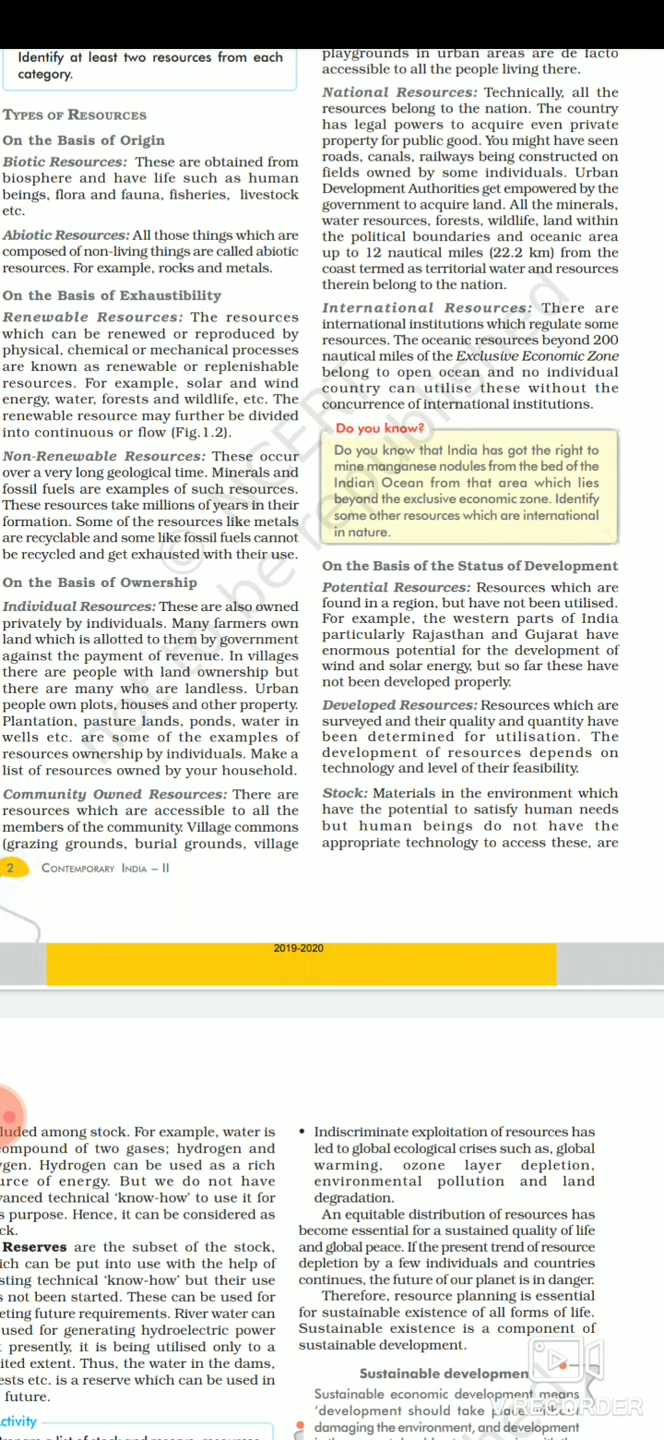 Identify at least two resources from each
category.
TYPES OF RESOURCES
On the Basis of Origin
Biotic Resources: These are obtained from
biosphere and have life such as human
beings, flora and fauna, fisheries, livestock
etc.
Abiotic Resources: All those things which are
composed of non-living things are called abiotic
resources. For example, rocks and metals.
On the Basis of Exhaustibility
Renewable Resources: The resources
which can be renewed or reproduced by
physical, chemical or mechanical processes
are known as renewable or replenishable
resources. For example, solar and wind
energy, water, forests and wildlife, etc. The
renewable resource may further be divided
into continuous or flow (Fig.1.2).
Non-Renewable Resources: These occur
over a very long geological time. Minerals and
fossil fuels are examples of such resources.
These resources take millions of years in their
formation. Some of the resources like metals
are recyclable and some like fossil fuels cannot
be recycled and get exhausted with their use.
On the Basis of Ownership
Individual Resources: These are also owned
privately by individuals. Many farmers own
land which is allotted to them by government
against the payment of revenue. In villages
there are people with land ownership but
there are many who are landless. Urban
people own plots, houses and other property.
Plantation, pasture lands, ponds, water in
wells etc. are some of the examples of
resources ownership by individuals. Make a
list of resources owned by your household.
Community Owned Resources: There are
resources which are accessible to all the
members of the community. Village commons
(grazing grounds, burial grounds, village
playgrounds in urban areas are de facto
accessible to all the people living there.
National Resources: Technically, all the
resources belong to the nation. The country
has legal powers to acquire even private
property for public good. You might have seen
roads, canals, railways being constructed on
fields owned by some individuals. Urban
Development Authorities get empowered by the
government to acquire land. All the minerals,
water resources, forests, wildlife, land within
the political boundaries and oceanic area
up to 12 nautical miles (22.2 km) from the
coast termed as territorial water and resources
therein belong to the nation.
International Resources: There are
international institutions which regulate some
resources. The oceanic resources beyond 200
nautical miles of the Exclusive Economic Zone
belong to open ocean and no individual
country can utilise these without the
concurrence of international institutions.
Do you know?
Do you know that India has got the right to
mine manganese nodules from the bed of the
Indian Ocean from that area which lies
beyond the exclusive economic zone. Identify
some other resources which are international
in nature.
On the Basis of the Status of Development
Potential Resources: Resources which are
found in a region, but have not been utilised.
For example, the western parts of India
particularly Rajasthan and Gujarat have
enormous potential for the development of
wind and solar energy, but so far these have
not been developed properly.
Developed Resources: Resources which are
surveyed and their quality and quantity have
been determined for utilisation. The
development of resources depends on
technology and level of their feasibility.
Stock: Materials in the environment which
have the potential to satisfy human needs
but human beings do not have the
appropriate technology to access these, are
© NCERT
not to be republished
2 CONTEMPORARY INDIA – II
2019-2020
luded among stock. For example, water is
ompound of two gases; hydrogen and
ygen. Hydrogen can be used as a rich
urce of energy. But we do not have
vanced technical ‘know-how’ to use it for
s purpose. Hence, it can be considered as
ck.
Reserves are the subset of the stock,
ich can be put into use with the help of
sting technical ‘know-how’ but their use
s not been started. These can be used for
eting future requirements. River water can
used for generating hydroelectric power
t presently, it is being utilised only to a
ited extent. Thus, the water in the dams,
ests etc. is a reserve which can be used in
future.
ctivity
• Indiscriminate exploitation of resources has
led to global ecological crises such as, global
warming, ozone layer depletion,
environmental pollution and land
degradation.
An equitable distribution of resources has
become essential for a sustained quality of life
and global peace. If the present trend of resource
depletion by a few individuals and countries
continues, the future of our planet is in danger.
Therefore, resource planning is essential
for sustainable existence of all forms of life.
Sustainable existence is a component of
sustainable development.
Sustainable developmen
Sustainable economic development means
‘development should take place without
damaging the environment, and development
V RECORDER